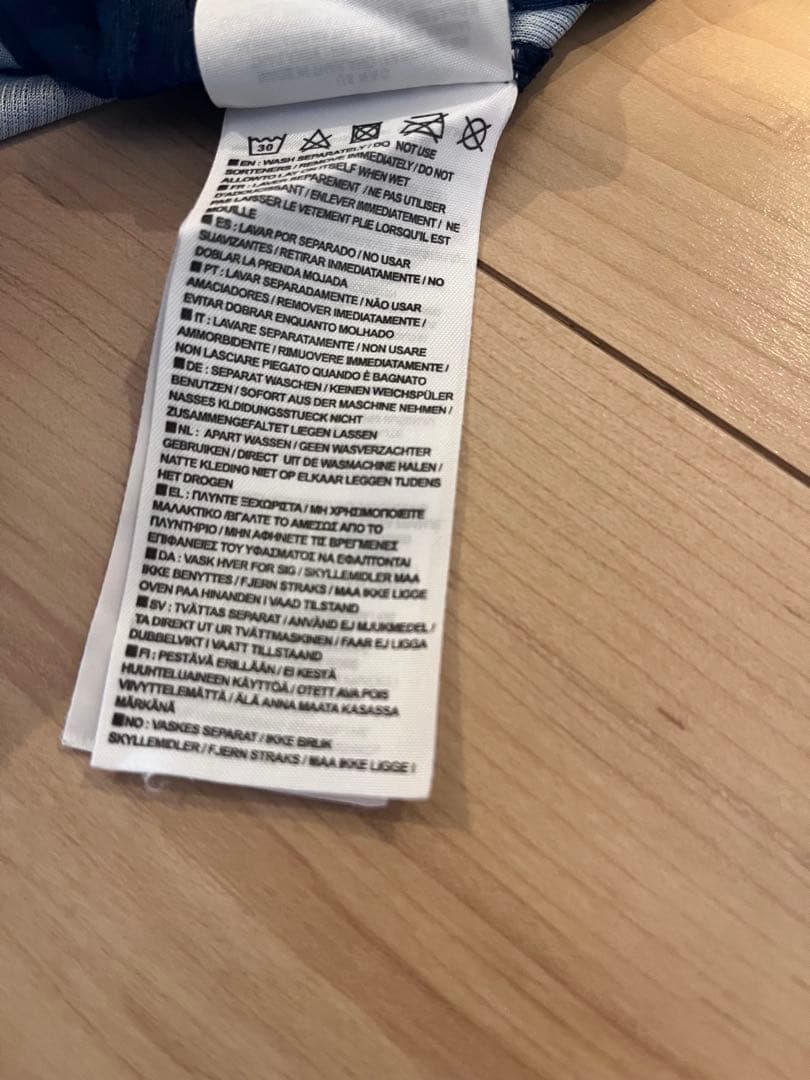 30
■ EN : WASH SEPARATELY / DO NOT USE
SORTENERS / REMOVE IMMEDIATELY / DO NOT
ALLOWTO LAY ON ITSELF WHEN WET
■ FR : LAVER SEPAREMENT / NE PAS UTILISER
D'ADOUCISSANT / ENLEVER IMMEDIATEMENT / NE
PAS LAISSER LE VETEMENT PLIE LORSQU'IL EST
MOUILLE
■ ES : LAVAR POR SEPARADO / NO USAR
SUAVIZANTES / RETIRAR INMEDIATAMENTE / NO
DOBLAR LA PRENDA MOJADA
■ PT : LAVAR SEPARADAMENTE / NÃO USAR
AMACIADORES / REMOVER IMEDIATAMENTE /
EVITAR DOBRAR ENQUANTO MOLHADO
■ IT : LAVARE SEPARATAMENTE / NON USARE
AMMORBIDENTE / RIMUOVERE IMMEDIATAMENTE /
NON LASCIARE PIEGATO QUANDO È BAGNATO
■ DE : SEPARAT WASCHEN / KEINEN WEICHSPÜLER
BENUTZEN / SOFORT AUS DER MASCHINE NEHMEN /
NASSES KLDIDUNGSSTUECK NICHT
ZUSAMMENGEFALTET LIEGEN LASSEN
■ NL : APART WASSEN / GEEN WASVERZACHTER
GEBRUIKEN / DIRECT UIT DE WASMACHINE HALEN /
NATTE KLEDING NIET OP ELKAAR LEGGEN TIJDENS
HET DROGEN
■ EL : ΠΛΥΝΤΕ ΞΕΧΩΡΙΣΤΑ / ΜΗ ΧΡΗΣΙΜΟΠΟΙΕΙΤΕ
ΜΑΛΑΚΤΙΚΟ /ΒΓΑΛΤΕ ΤΟ ΑΜΕΣΩΣ ΑΠΟ ΤΟ
ΠΛΥΝΤΗΡΙΟ / ΜΗΝ ΑΦΗΝΕΤΕ ΤΙΣ ΒΡΕΓΜΕΝΕΣ
ΕΠΙΦΑΝΕΙΕΣ ΤΟΥ ΥΦΑΣΜΑΤΟΣ ΝΑ ΕΦΑΠΤΟΝΤΑΙ
■ DA : VASK HVER FOR SIG / SKYLLEMIDLER MAA
IKKE BENYTTES / FJERN STRAKS / MAA IKKE LIGGE
OVEN PAA HINANDEN I VAAD TILSTAND
■ SV : TVÄTTAS SEPARAT / ANVÄND EJ MJUKMEDEL /
TA DIREKT UT UR TVÄTTMASKINEN / FAAR EJ LIGGA
DUBBELVIKT I VAATT TILLSTAAND
■ FI : PESTÄVÄ ERILLÄÄN / EI KESTÄ
HUUHTELUAINEEN KÄYTTÖÄ / OTETT AVA POIS
VIIVYTTELEMÄTTÄ / ÄLÄ ANNA MAATA KASASSA
MÄRKÄNÄ
■ NO : VASKES SEPARAT / IKKE BRUK
SKYLLEMIDLER / FJERN STRAKS / MAA IKKE LIGGE I